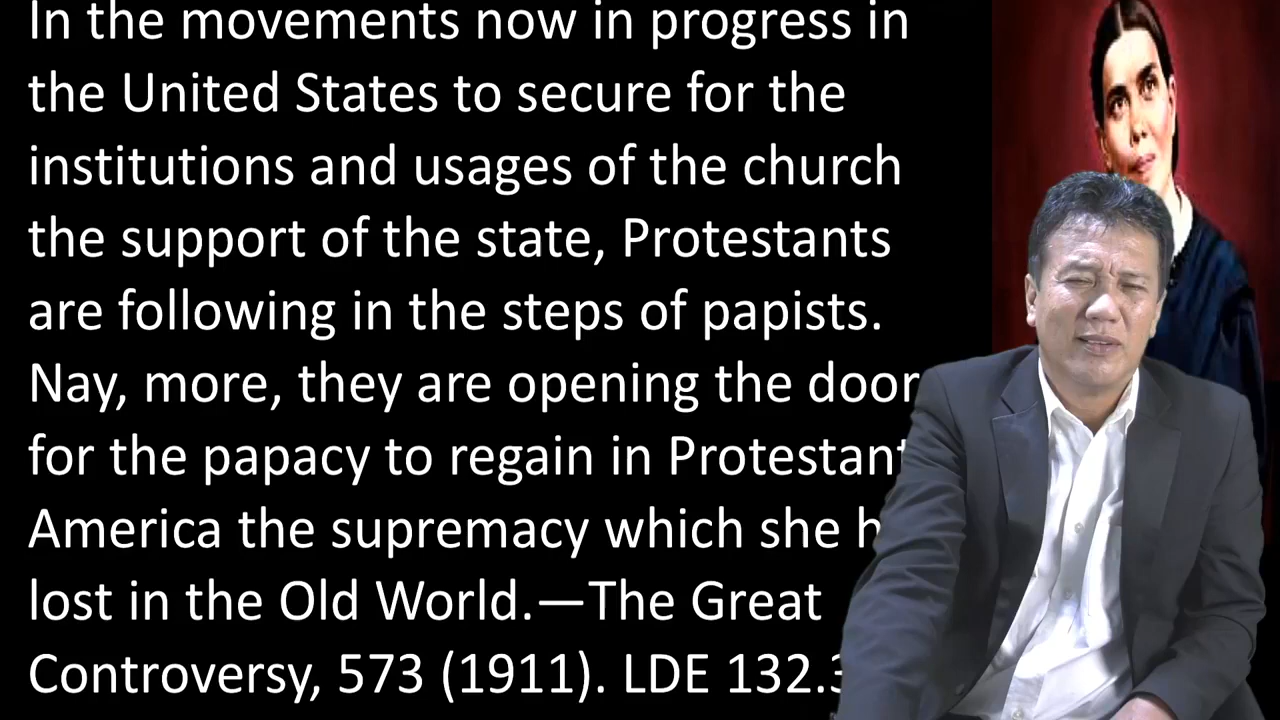 In the movements now in progress in
the United States to secure for the
institutions and usages of the church
the support of the state, Protestants
are following in the steps of papists.
Nay, more, they are opening the door
for the papacy to regain in Protestant
America the supremacy which she
lost in the Old World.—The Great
Controversy, 573 (1911). LDE 132.3